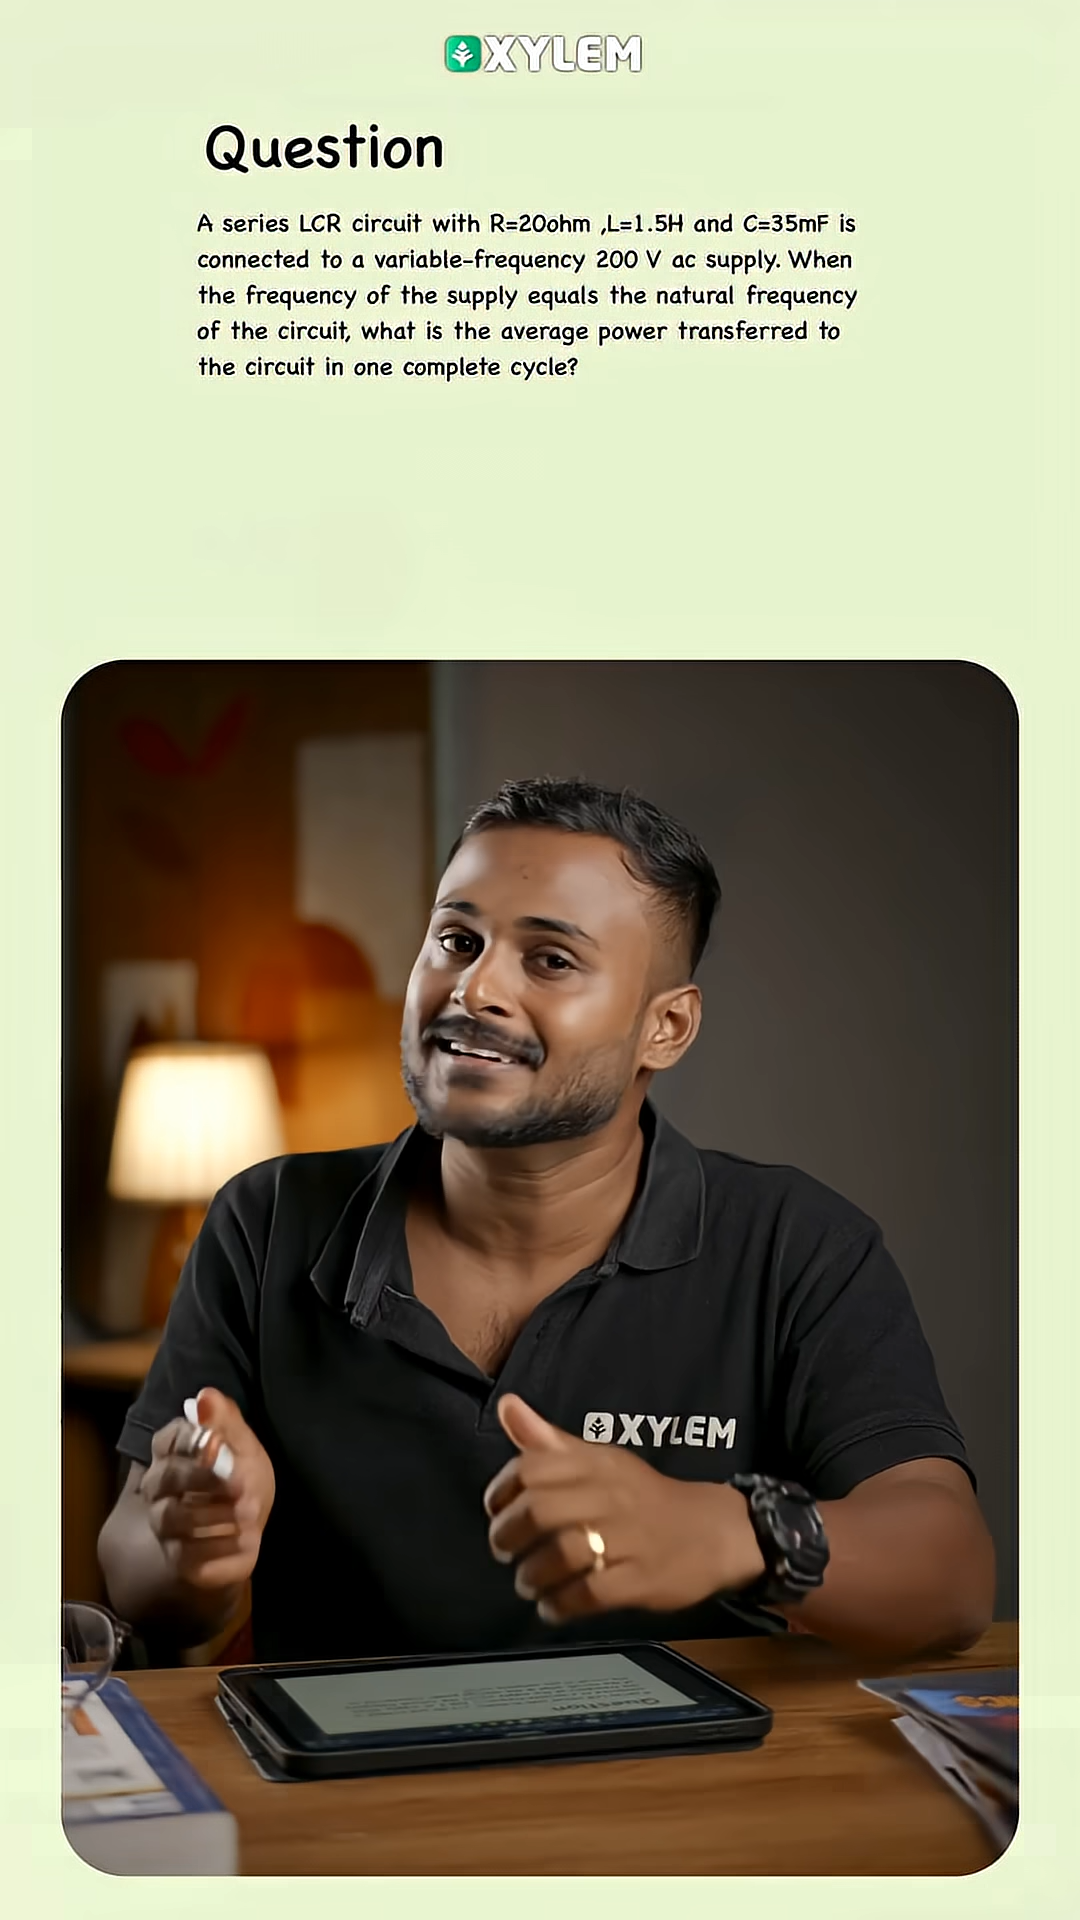 XYLEM
Question
A series LCR circuit with R=20ohm ,L=1.5H and C=35mF is
connected to a variable-frequency 200 V ac supply. When
the frequency of the supply equals the natural frequency
of the circuit, what is the average power transferred to
the circuit in one complete cycle?
XYLEM
Question